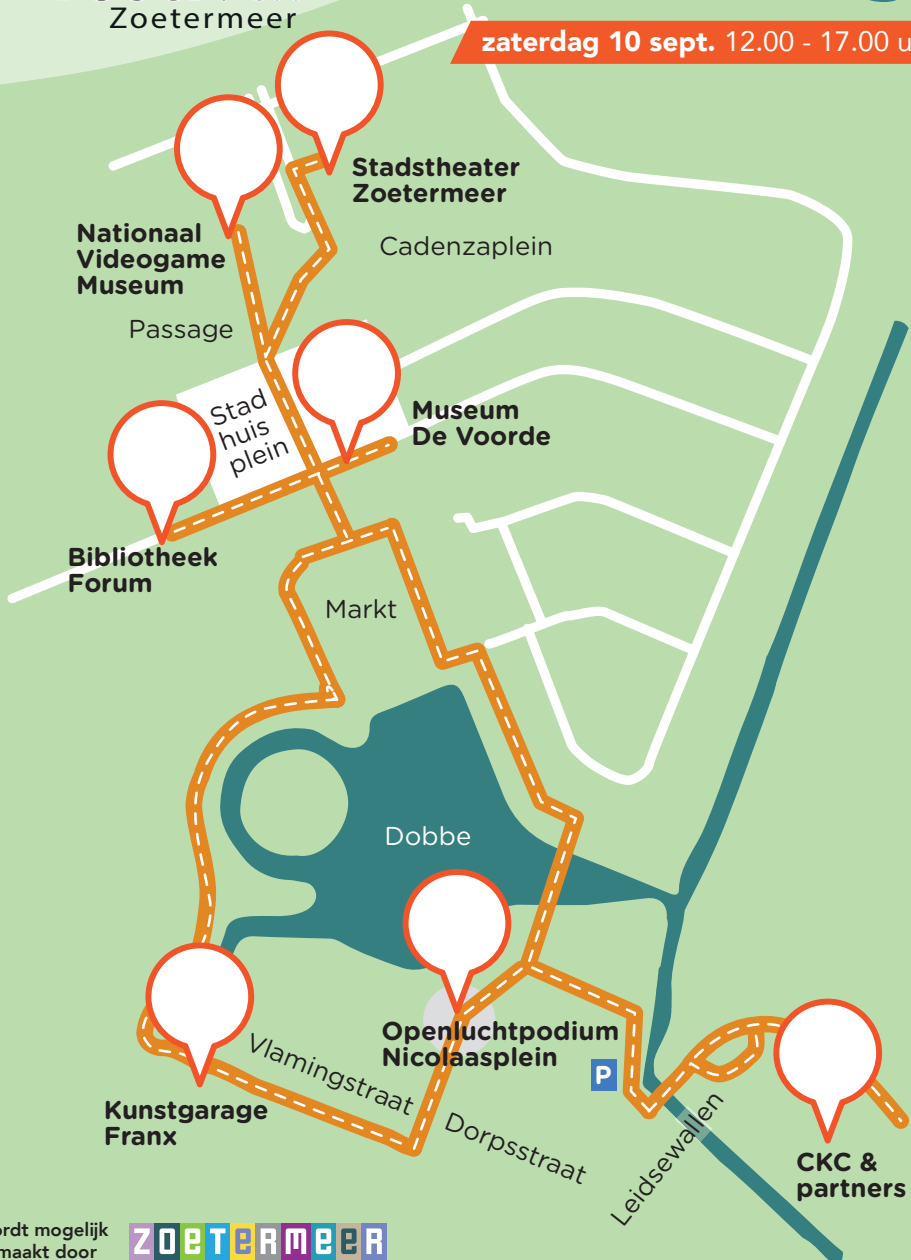 Zoetermeer
zaterdag 10 sept. 12.00 - 17.00 u
Stadstheater
Zoetermeer
Nationaal
Videogame
Museum
Cadenzaplein
Passage
Stad
huis
plein
Museum
De Voorde
Bibliotheek
Forum
Markt
Dobbe
Openluchtpodium
Nicolaasplein
P
Vlamingstraat
Kunstgarage
Franx
Dorpsstraat
Leidsewallen
CKC &
partners
rdt mogelijk
maakt door
ZOETERMEER